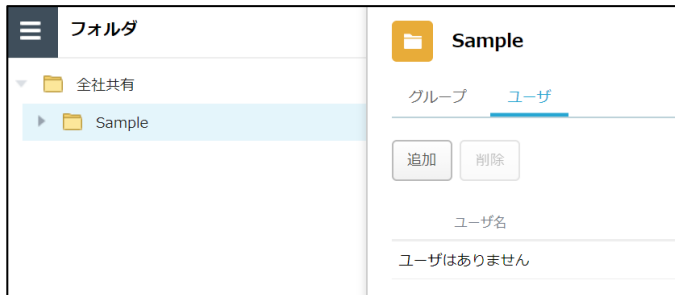 フォルダ
全社共有
Sample
Sample
グループ ユーザ
追加 削除
ユーザ名
ユーザはありません